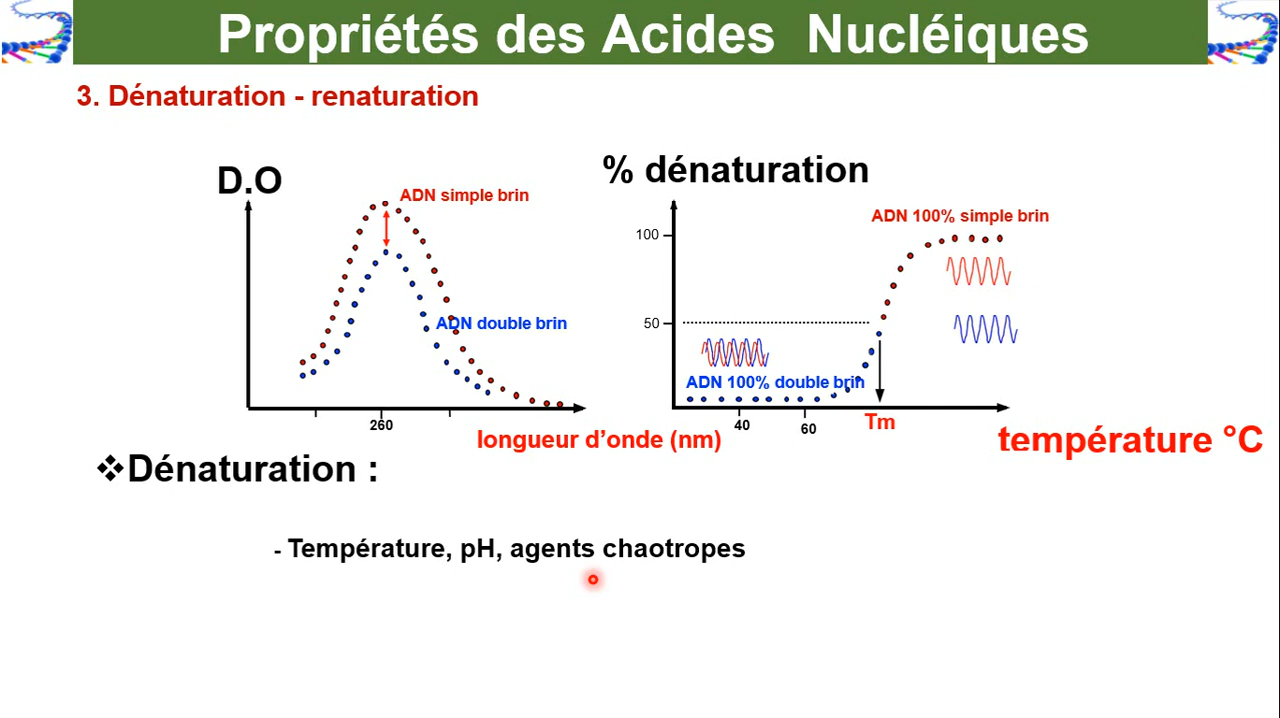 Propriétés des Acides Nucléiques
3. Dénaturation - renaturation
D.O
ADN simple brin
ADN double brin
260
longueur d’onde (nm)
% dénaturation
ADN 100% simple brin
100
50
ADN 100% double brin
40
60
Tm
température °C
❖Dénaturation :
- Température, pH, agents chaotropes